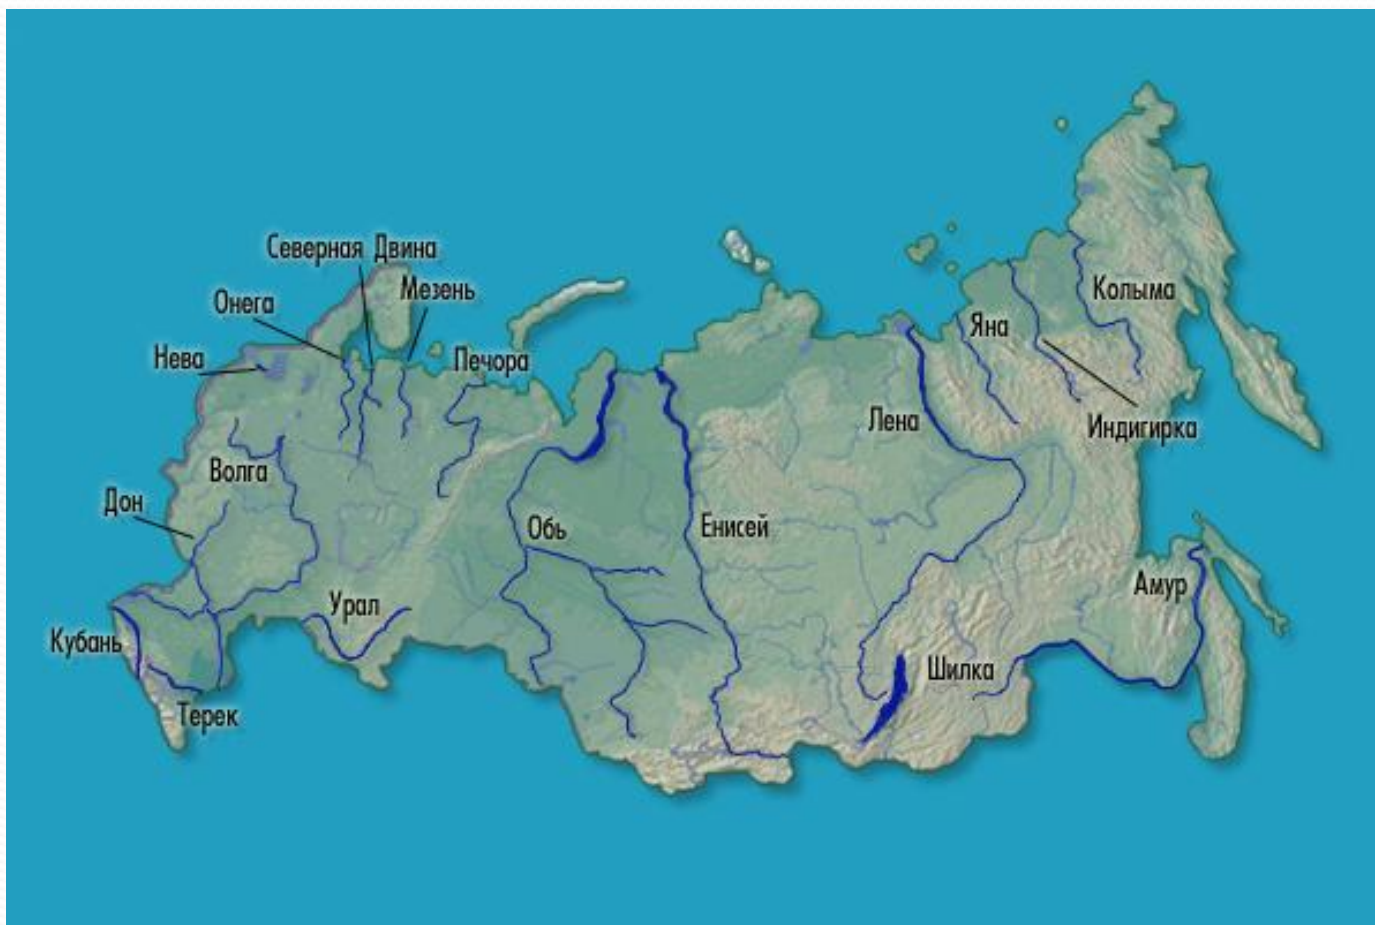 Северная Двина
Мезень
Онега
Нева
Печора
Колыма
Яна
Лена
Индигирка
Волга
Дон
Обь
Енисей
Амур
Урал
Кубань
Шилка
Терек